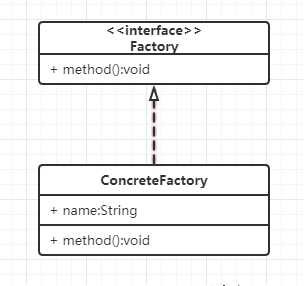 <<interface>>
Factory
+ method():void
ConcreteFactory
+ name:String
+ method():void